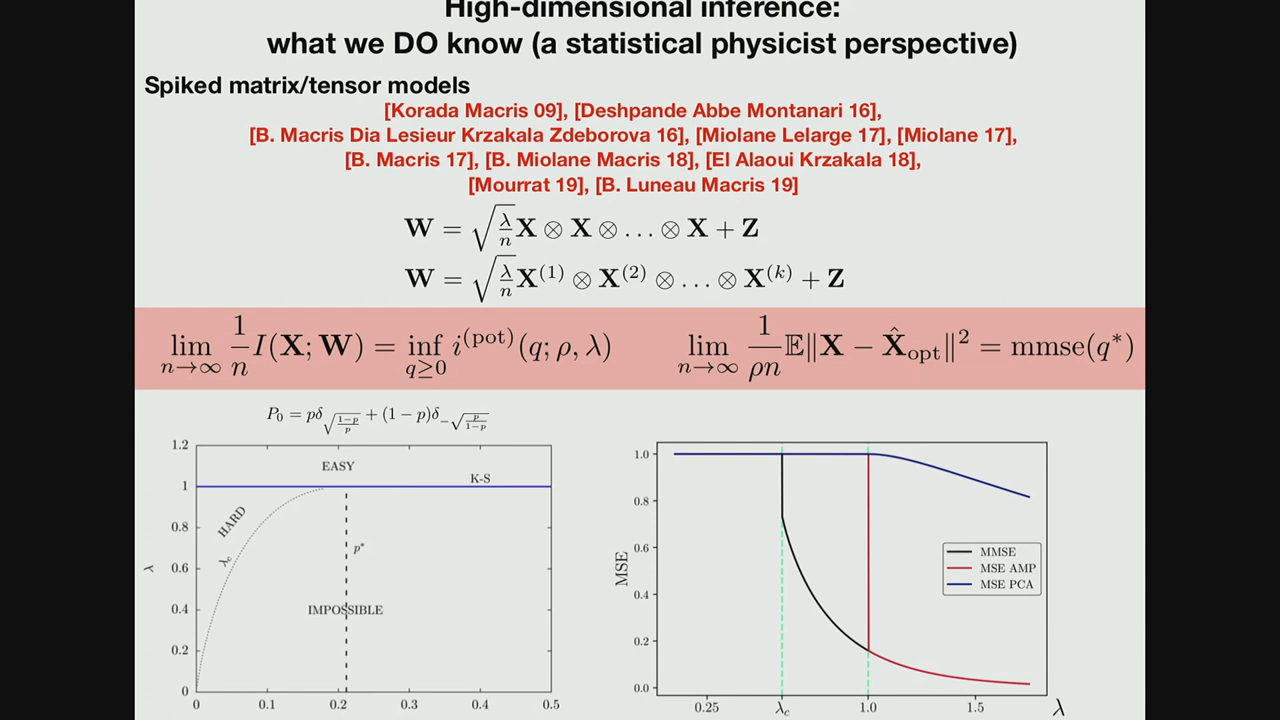 High-dimensional inference:
what we DO know (a statistical physicist perspective)
Spiked matrix/tensor models
[Korada Macris 09], [Deshpande Abbe Montanari 16],
[B. Macris Dia Lesieur Krzakala Zdeborova 16], [Miolane Lelarge 17], [Miolane 17],
[B. Macris 17], [B. Miolane Macris 18], [El Alaoui Krzakala 18],
[Mourrat 19], [B. Luneau Macris 19]
W = √(λ/n) X ⊗ X ⊗ … ⊗ X + Z
W = √(λ/n) X^(1) ⊗ X^(2) ⊗ … ⊗ X^(k) + Z
lim_{n→∞} 1/n I(X; W) = inf_{q≥0} i^(pot)(q; ρ, λ)
lim_{n→∞} 1/(ρn) 𝔼‖X − X̂_opt‖² = mmse(q*)
P₀ = pδ_{√((1−p)/p)} + (1 − p)δ_{−√(p/(1−p))}
1.2
1
0.8
0.6
0.4
0.2
0
λ
EASY
K-S
HARD
λ_c
p*
IMPOSSIBLE
0 0.1 0.2 0.3 0.4 0.5
1.0
0.8
0.6
0.4
0.2
0.0
MSE
MMSE
MSE AMP
MSE PCA
0.25 λ_c 1.0 1.5 λ